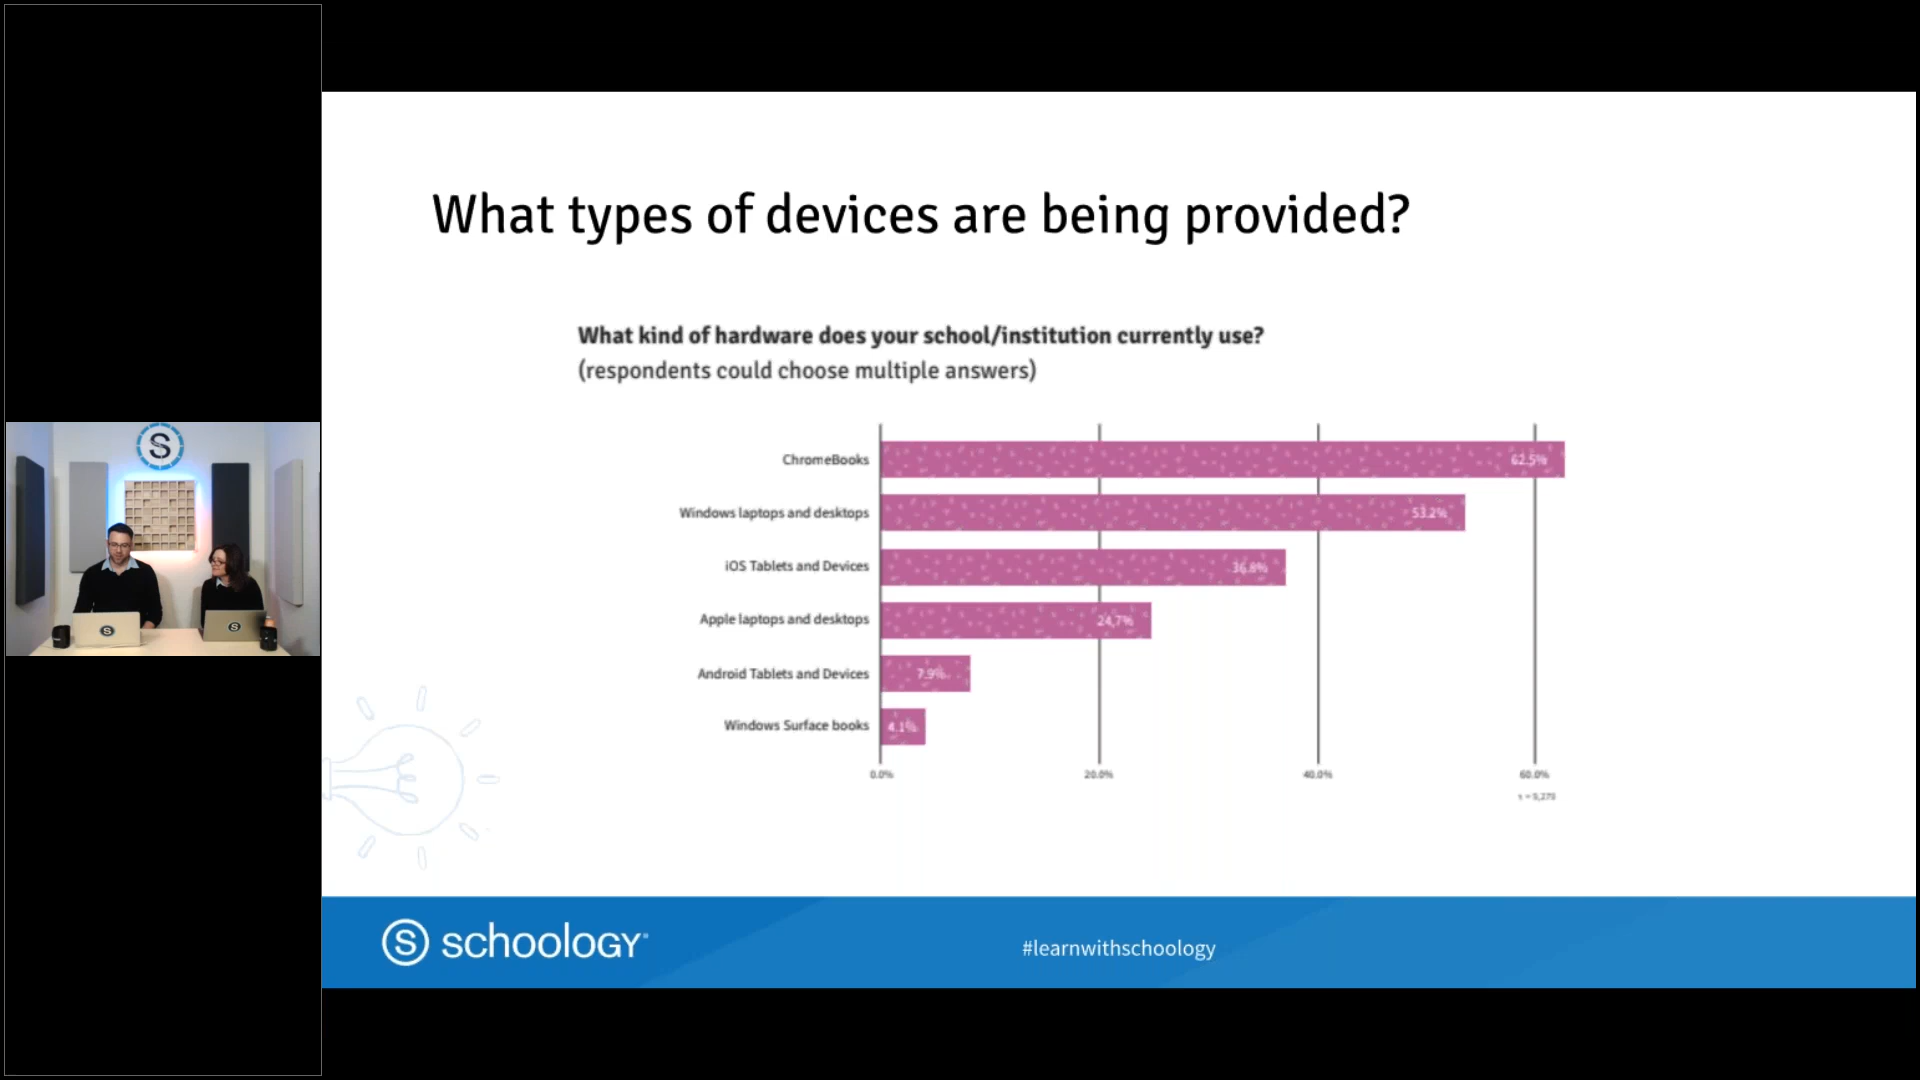 What types of devices are being provided?
What kind of hardware does your school/institution currently use?
(respondents could choose multiple answers)
ChromeBooks 62.5%
Windows laptops and desktops 53.2%
iOS Tablets and Devices 36.8%
Apple laptops and desktops 24.7%
Android Tablets and Devices 7.9%
Windows Surface books 4.1%
0.0% 20.0% 40.0% 60.0%
S schoology
#learnwithschoology